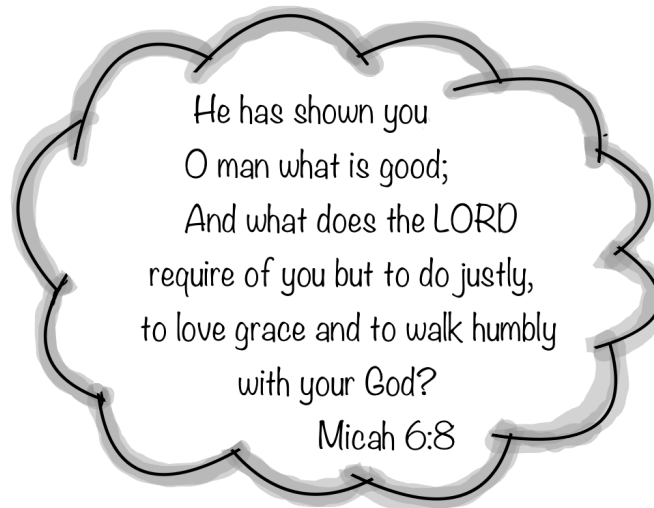 He has shown you
O man what is good;
And what does the LORD
require of you but to do justly,
to love grace and to walk humbly
with your God?
Micah 6:8